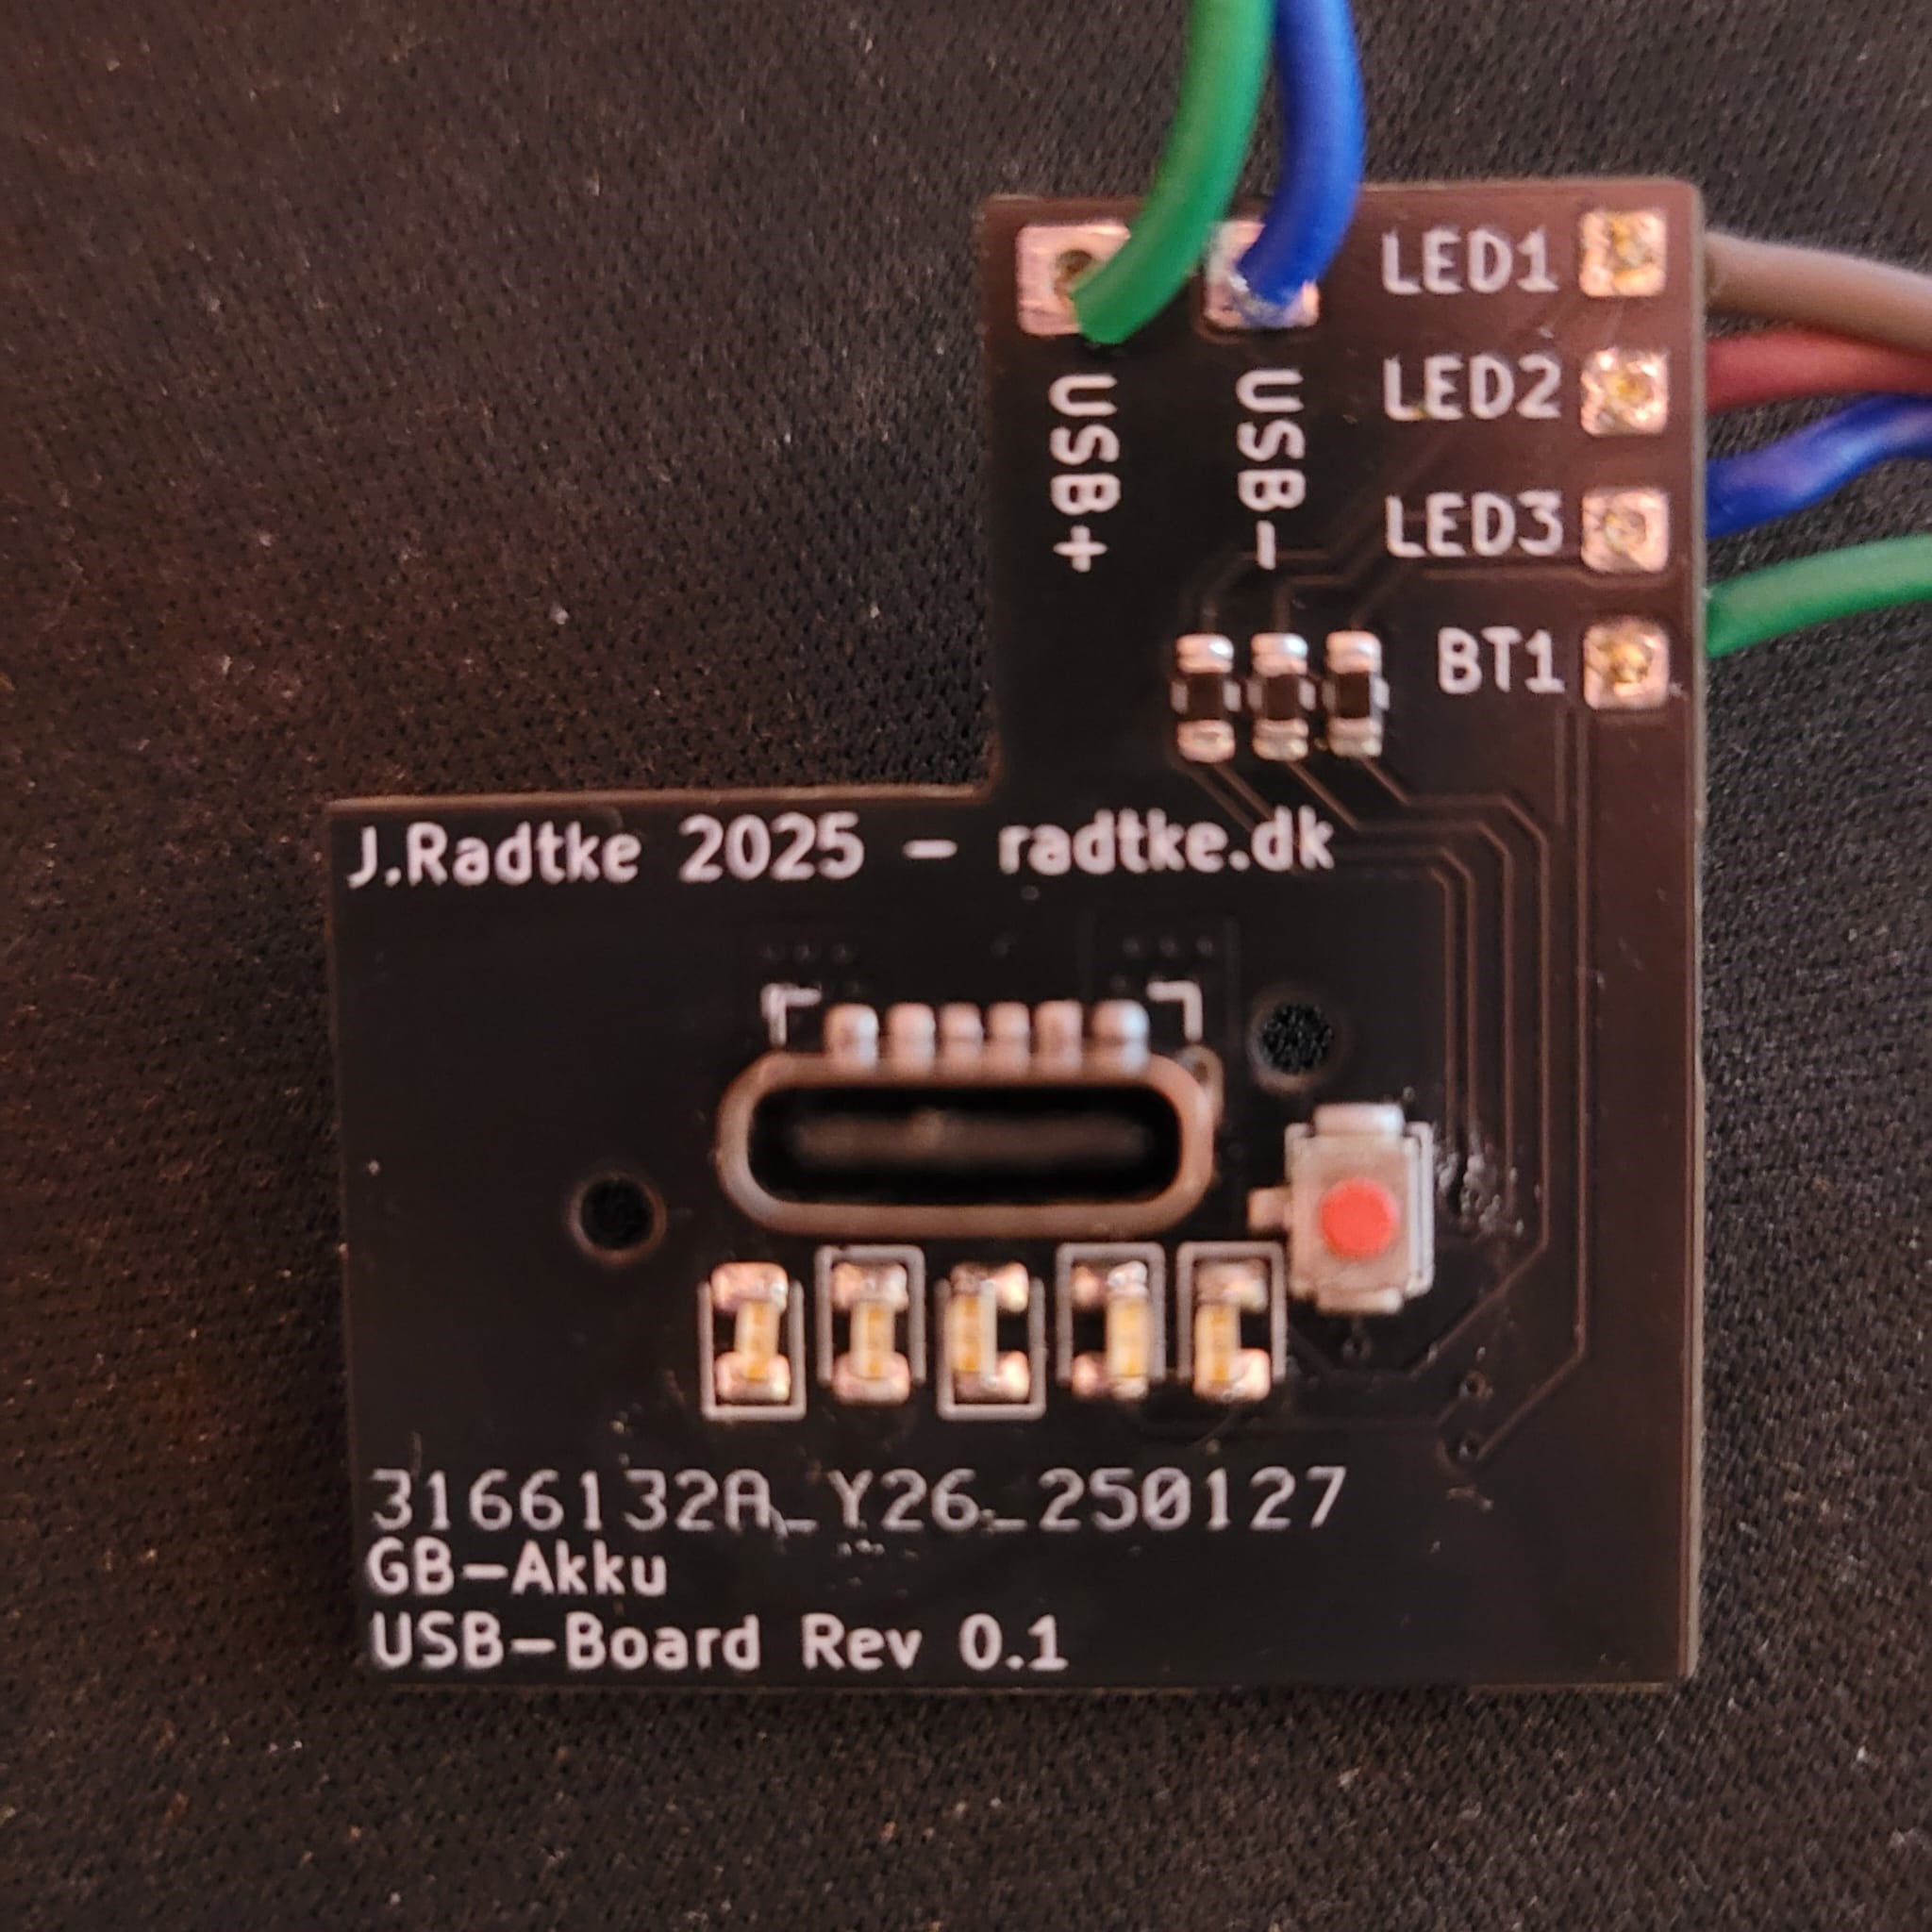 LED1
LED2
LED3
BT1
USB+
USB-
J.Radtke 2025 - radtke.dk
3166132A_Y26_250127
GB-Akku
USB-Board Rev 0.1